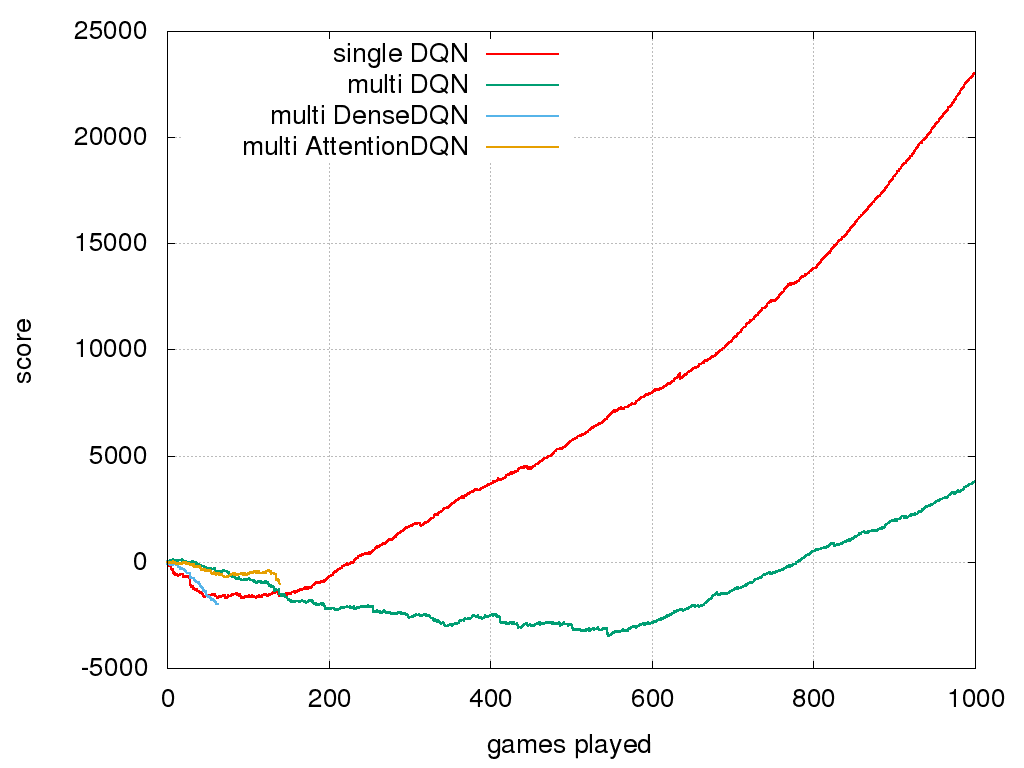 25000
20000
15000
10000
5000
0
-5000
score
single DQN
multi DQN
multi DenseDQN
multi AttentionDQN
0 200 400 600 800 1000
games played